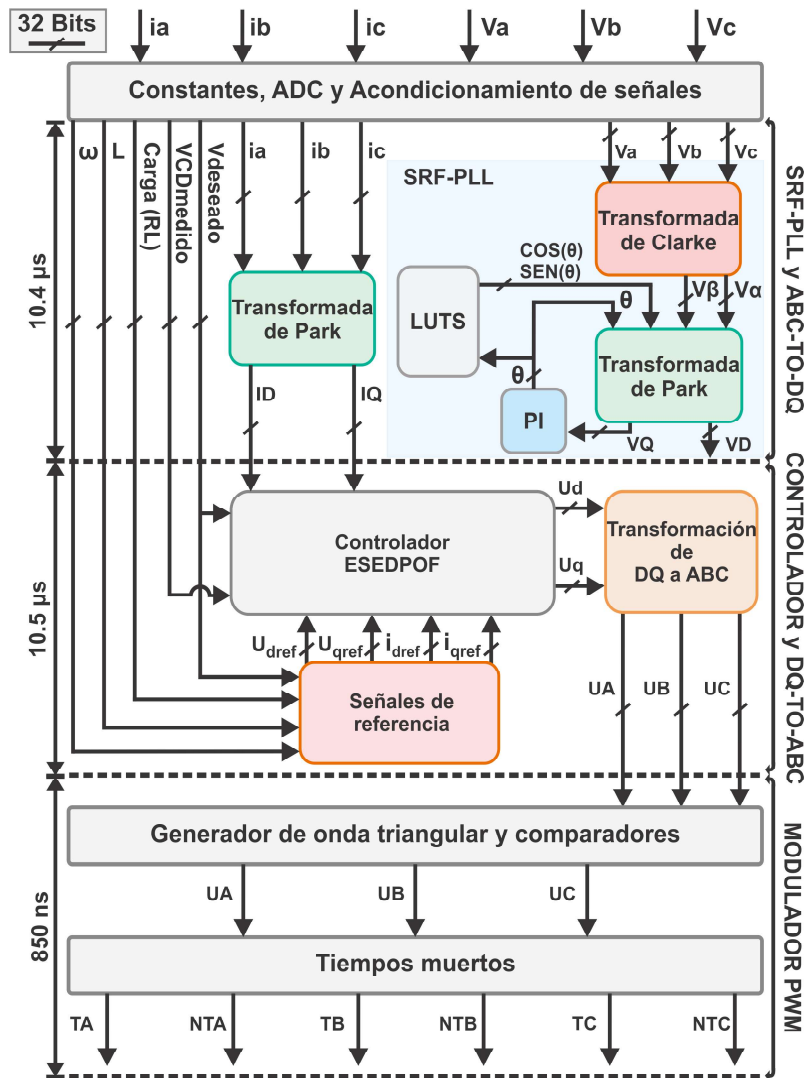 32 Bits
ia
ib
ic
Va
Vb
Vc
Constantes, ADC y Acondicionamiento de señales
ω
L
Carga (RL)
VCDmedido
Vdeseado
ia
ib
ic
Va
Vb
Vc
SRF-PLL
Transformada
de Clarke
COS(θ)
SEN(θ)
θ
Vβ
Vα
LUTS
Transformada
de Park
Transformada
de Park
θ
PI
VQ
VD
ID
IQ
10.4 µs
SRF-PLL y ABC-TO-DQ
Controlador
ESEDPOF
Ud
Uq
Transformación
de
DQ a ABC
Udref
Uqref
idref
iqref
Señales de
referencia
UA
UB
UC
10.5 µs
CONTROLADOR y DQ-TO-ABC
Generador de onda triangular y comparadores
UA
UB
UC
Tiempos muertos
TA
NTA
TB
NTB
TC
NTC
850 ns
MODULADOR PWM